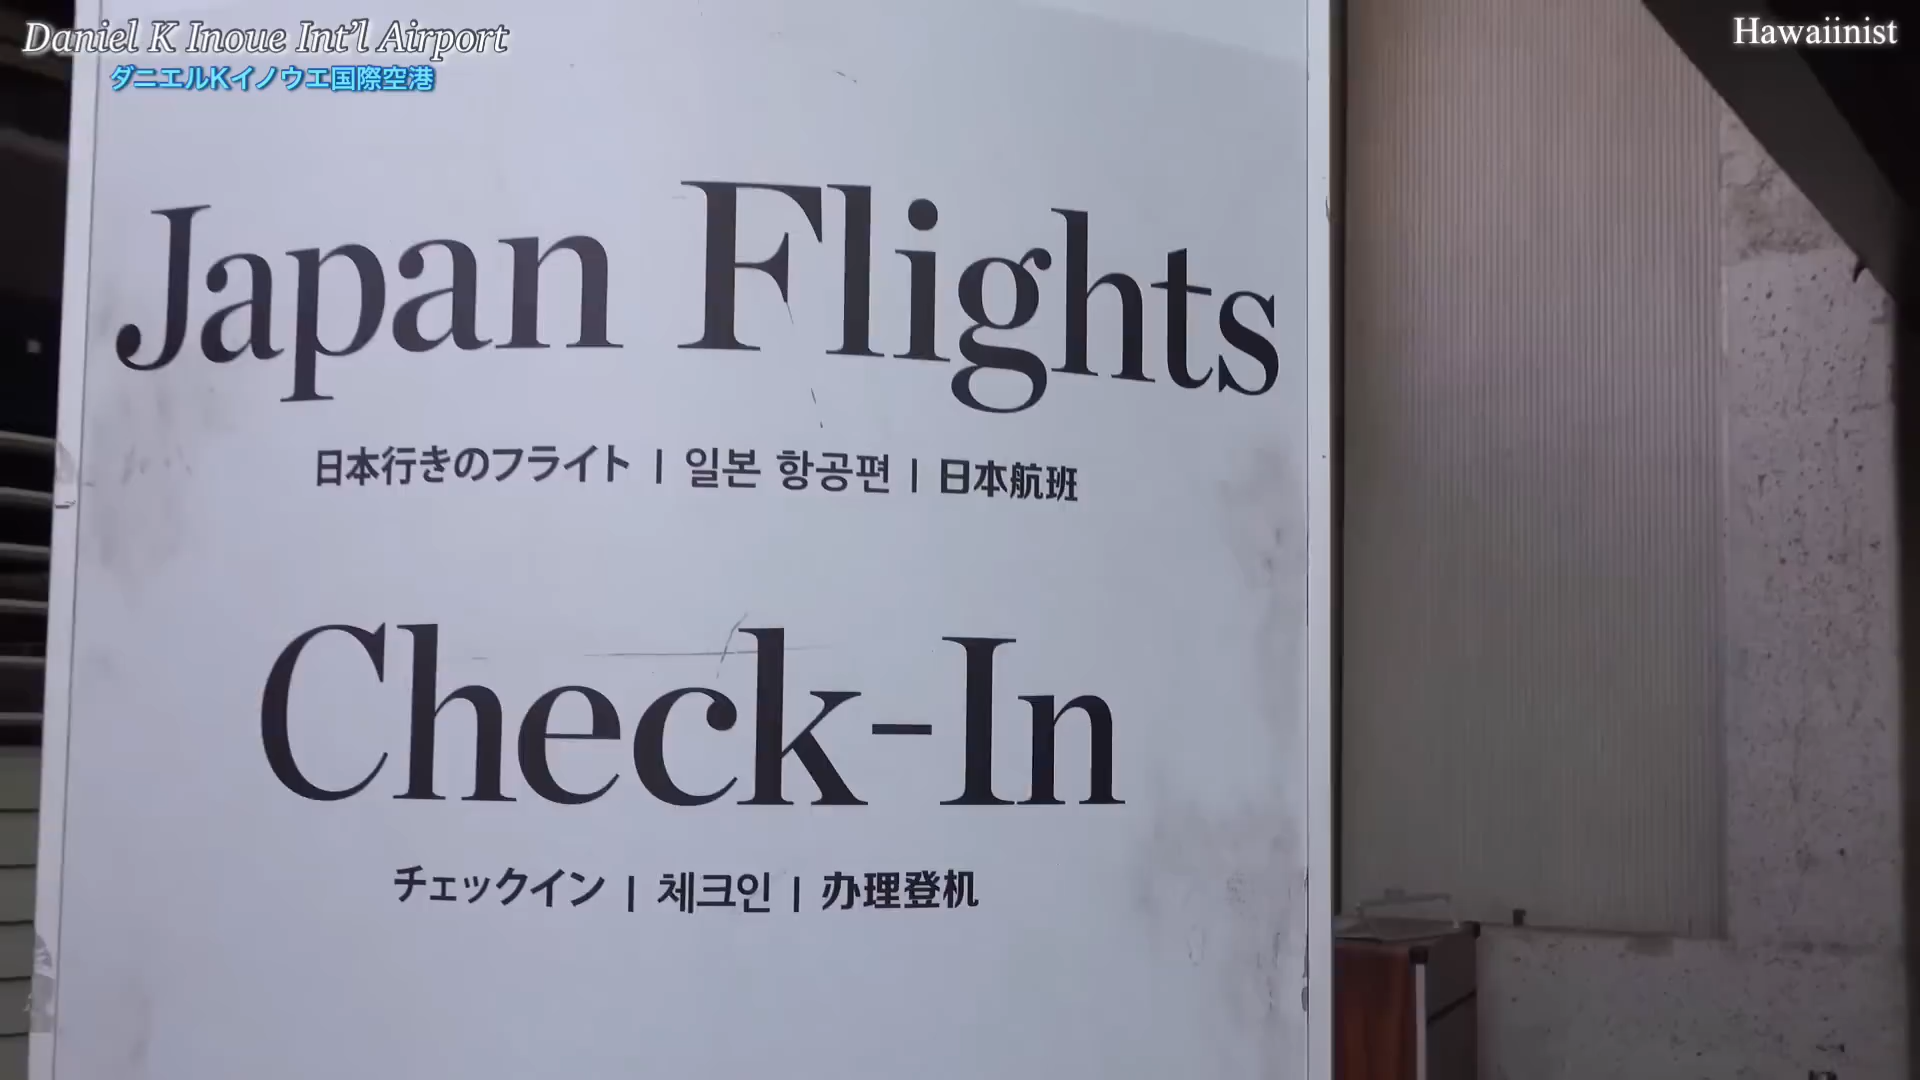 Daniel K Inoue Int'l Airport
ダニエルKイノウエ国際空港
Hawaiinist
Japan Flights
日本行きのフライト | 일본 항공편 | 日本航班
Check-In
チェックイン | 체크인 | 办理登机